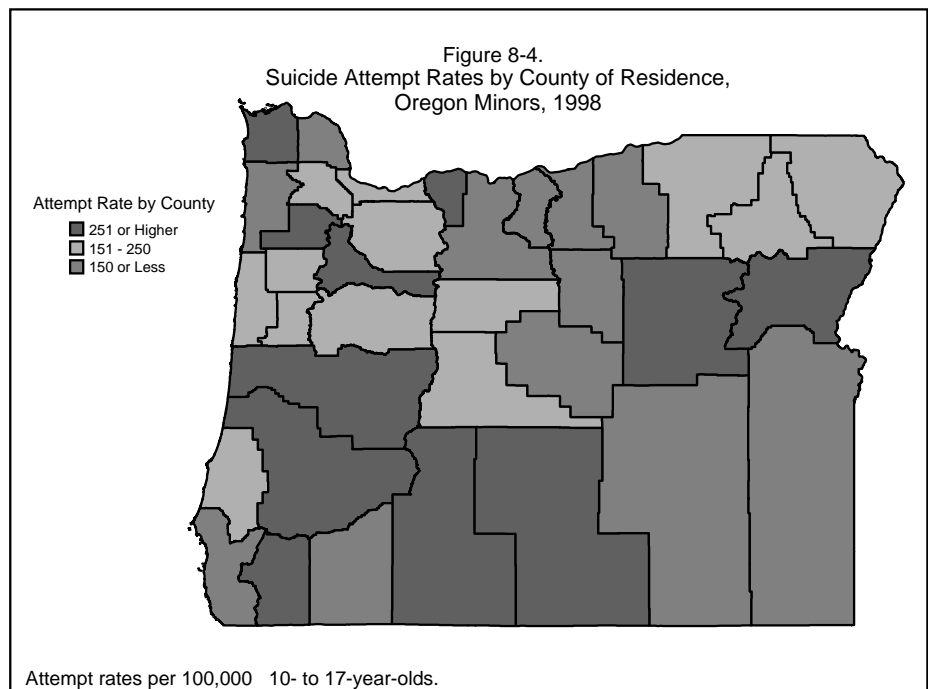 Figure 8-4.
Suicide Attempt Rates by County of Residence,
Oregon Minors, 1998
Attempt Rate by County
251 or Higher
151 - 250
150 or Less
Attempt rates per 100,000   10- to 17-year-olds.